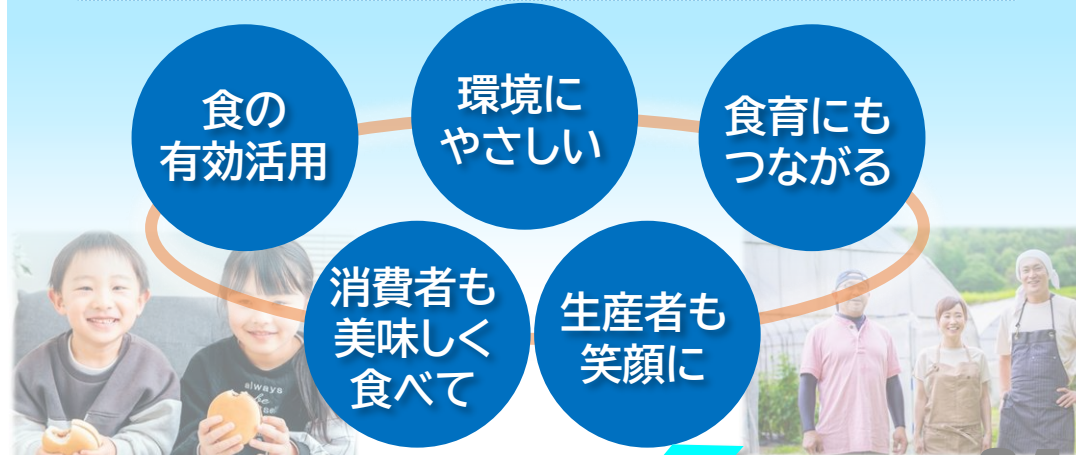 食の
有効活用
環境に
やさしい
食育にも
つながる
消費者も
美味しく
食べて
生産者も
笑顔に
always
be